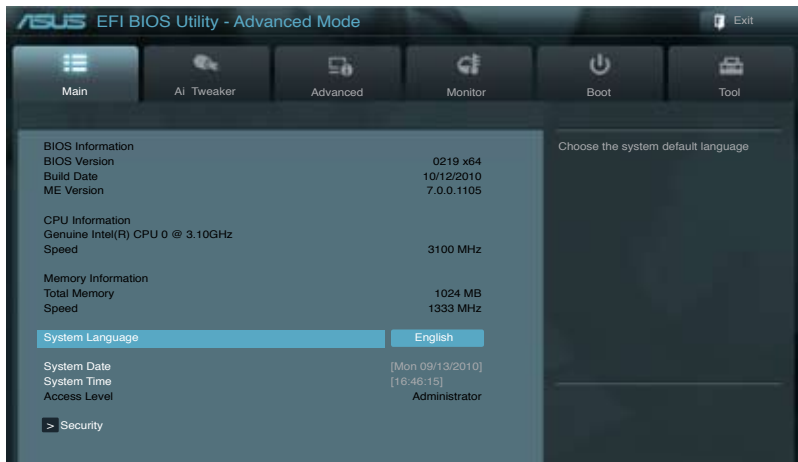 ASUS EFI BIOS Utility - Advanced Mode
Exit
Main
Ai Tweaker
Advanced
Monitor
Boot
Tool
BIOS Information
BIOS Version 0219 x64
Build Date 10/12/2010
ME Version 7.0.0.1105
CPU Information
Genuine Intel(R) CPU 0 @ 3.10GHz
Speed 3100 MHz
Memory Information
Total Memory 1024 MB
Speed 1333 MHz
System Language English
System Date [Mon 09/13/2010]
System Time [16:46:15]
Access Level Administrator
> Security
Choose the system default language